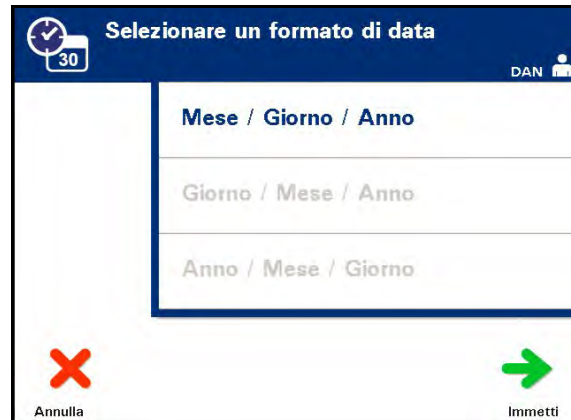 Selezionare un formato di data
30
DAN
Mese / Giorno / Anno
Giorno / Mese / Anno
Anno / Mese / Giorno
Annulla
Immetti